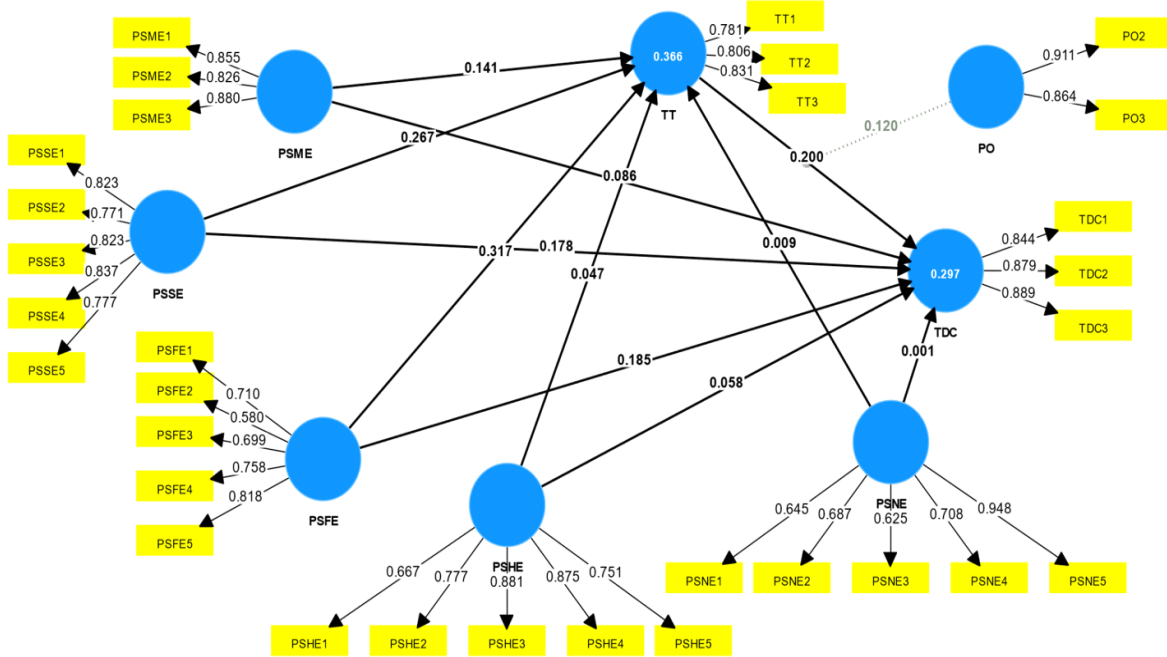 PSME1
PSME2
PSME3
0.855
0.826
0.880
PSME
TT1
TT2
TT3
0.781
0.806
0.831
0.366
TT
PO2
PO3
0.911
0.864
PO
0.141
0.267
0.120
0.200
0.086
PSSE1
PSSE2
PSSE3
PSSE4
PSSE5
0.823
0.771
0.823
0.837
0.777
PSSE
0.317
0.178
0.047
0.009
TDC1
TDC2
TDC3
0.844
0.879
0.889
0.297
TDC
0.185
0.058
0.001
PSFE1
PSFE2
PSFE3
PSFE4
PSFE5
0.710
0.580
0.699
0.758
0.818
PSFE
PSHE
0.667
0.777
0.881
0.875
0.751
PSHE1
PSHE2
PSHE3
PSHE4
PSHE5
PSNE
0.645
0.687
0.625
0.708
0.948
PSNE1
PSNE2
PSNE3
PSNE4
PSNE5